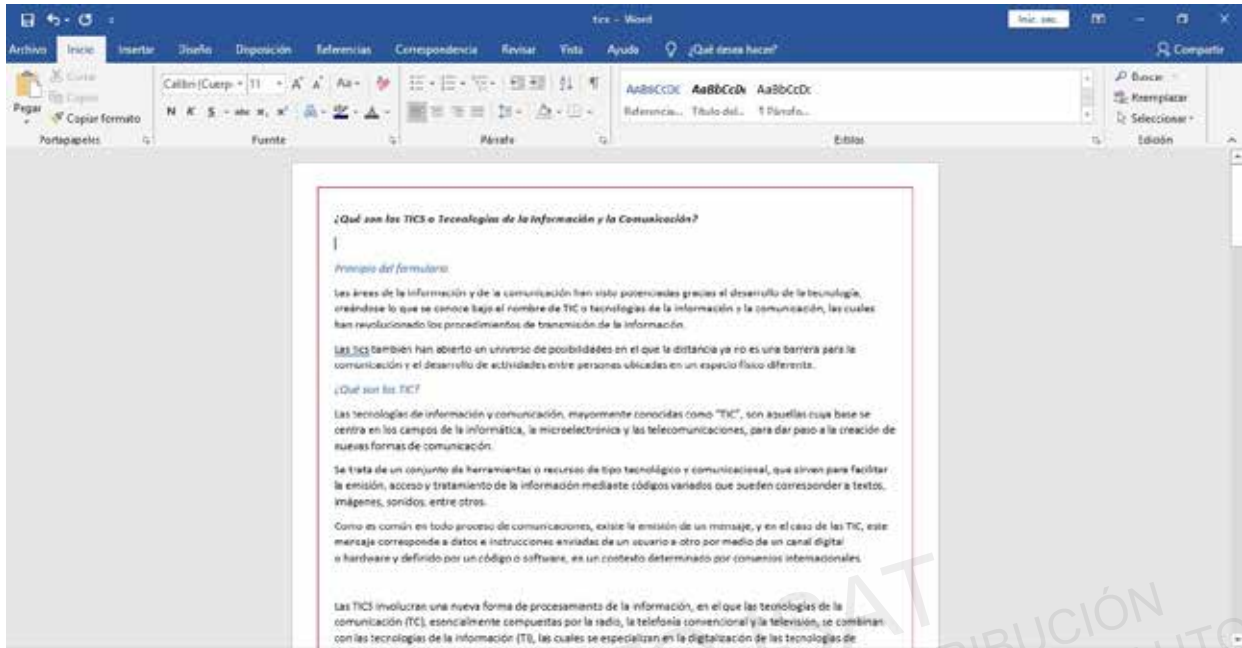 tics - Word
Inic. ses.
Archivo Inicio Insertar Diseño Disposición Referencias Correspondencia Revisar Vista Ayuda ¿Qué desea hacer? Compartir
Pegar
Cortar
Copiar
Copiar formato
Portapapeles
Calibri (Cuerp 11
N K S
Fuente
Párrafo
AaBbCcDc AaBbCcDc AaBbCcDc
Referencia... Título del... ¶ Párrafo...
Estilos
Buscar
Reemplazar
Seleccionar
Edición
¿Qué son las TICS o Tecnologías de la Información y la Comunicación?
Principio del formulario
Las áreas de la información y de la comunicación han visto potenciadas gracias al desarrollo de la tecnología,
creándose lo que se conoce bajo el nombre de TIC o tecnologías de la información y la comunicación, las cuales
han revolucionado los procedimientos de transmisión de la información.
Las tics también han abierto un universo de posibilidades en el que la distancia ya no es una barrera para la
comunicación y el desarrollo de actividades entre personas ubicadas en un espacio físico diferente.
¿Qué son las TIC?
Las tecnologías de información y comunicación, mayormente conocidas como "TIC", son aquellas cuya base se
centra en los campos de la informática, la microelectrónica y las telecomunicaciones, para dar paso a la creación de
nuevas formas de comunicación.
Se trata de un conjunto de herramientas o recursos de tipo tecnológico y comunicacional, que sirven para facilitar
la emisión, acceso y tratamiento de la información mediante códigos variados que pueden corresponder a textos,
imágenes, sonidos, entre otros.
Como es común en todo proceso de comunicaciones, existe la emisión de un mensaje, y en el caso de las TIC, este
mensaje corresponde a datos e instrucciones enviadas de un usuario a otro por medio de un canal digital
o hardware y definido por un código o software, en un contexto determinado por convenios internacionales.
Las TICS involucran una nueva forma de procesamiento de la información, en el que las tecnologías de la
comunicación (TC), esencialmente compuestas por la radio, la telefonía convencional y la televisión, se combinan
con las tecnologías de la información (TI), las cuales se especializan en la digitalización de las tecnologías de